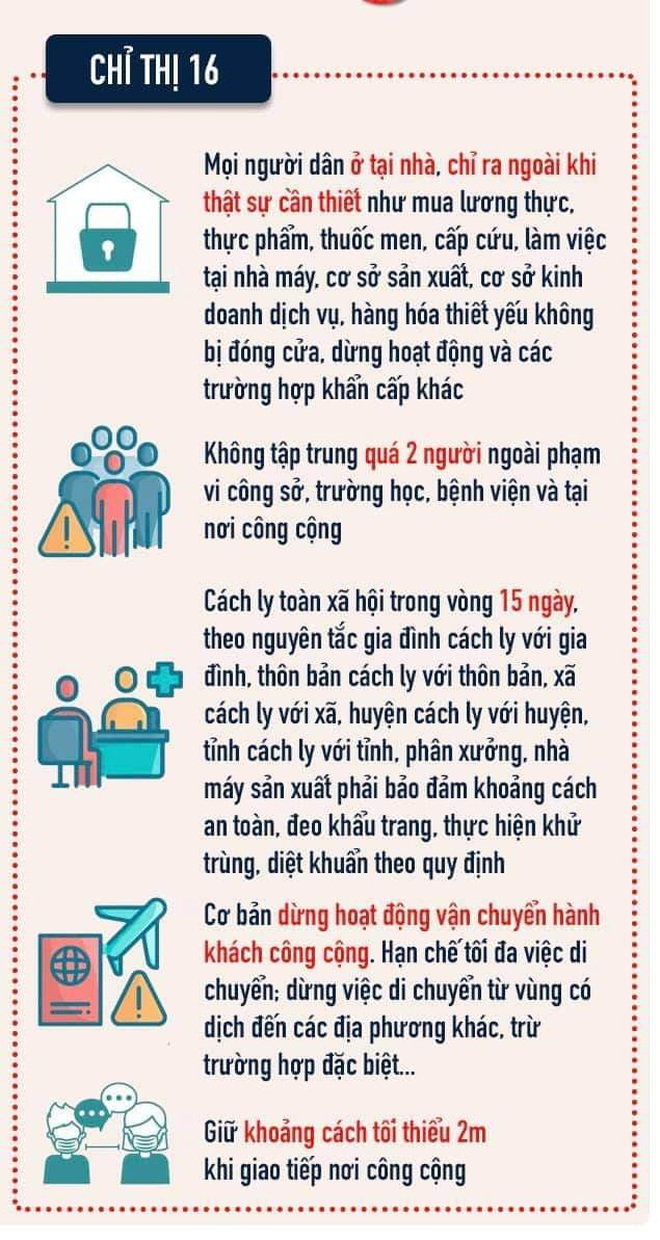 CHỈ THỊ 16
Mọi người dân ở tại nhà, chỉ ra ngoài khi
thật sự cần thiết như mua lương thực,
thực phẩm, thuốc men, cấp cứu, làm việc
tại nhà máy, cơ sở sản xuất, cơ sở kinh
doanh dịch vụ, hàng hóa thiết yếu không
bị đóng cửa, dừng hoạt động và các
trường hợp khẩn cấp khác
Không tập trung quá 2 người ngoài phạm
vi công sở, trường học, bệnh viện và tại
nơi công cộng
Cách ly toàn xã hội trong vòng 15 ngày,
theo nguyên tắc gia đình cách ly với gia
đình, thôn bản cách ly với thôn bản, xã
cách ly với xã, huyện cách ly với huyện,
tỉnh cách ly với tỉnh, phân xưởng, nhà
máy sản xuất phải bảo đảm khoảng cách
an toàn, đeo khẩu trang, thực hiện khử
trùng, diệt khuẩn theo quy định
Cơ bản dừng hoạt động vận chuyển hành
khách công cộng. Hạn chế tối đa việc di
chuyển; dừng việc di chuyển từ vùng có
dịch đến các địa phương khác, trừ
trường hợp đặc biệt...
Giữ khoảng cách tối thiểu 2m
khi giao tiếp nơi công cộng